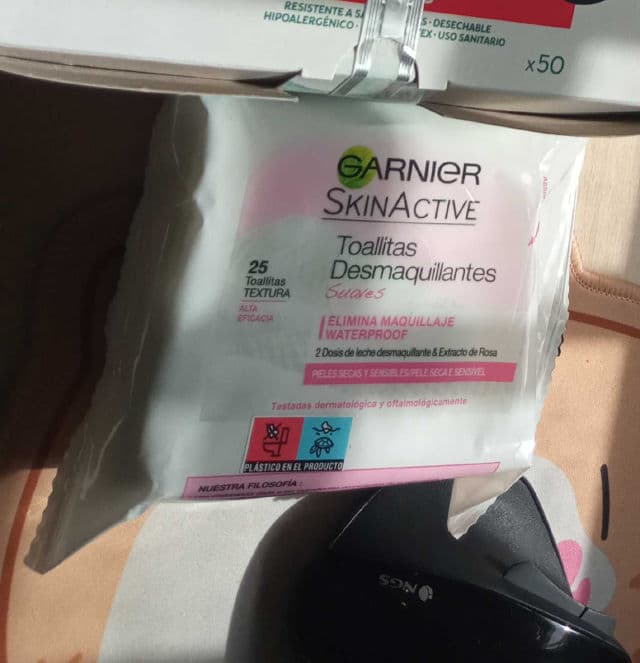 RESISTENTE A
HIPOALERGÉNICO ·
· DESECHABLE
· USO SANITARIO
x50
GARNIER
SKINACTIVE
Toallitas
Desmaquillantes
Suaves
25
Toallitas
TEXTURA
ALTA
EFICACIA
ELIMINA MAQUILLAJE
WATERPROOF
2 Dosis de leche desmaquillante & Extracto de Rosa
PIELES SECAS Y SENSIBLES/PELE SECA E SENSÍVEL
Testadas dermatológica y oftalmológicamente
PLÁSTICO EN EL PRODUCTO
NUESTRA FILOSOFÍA :
NGS